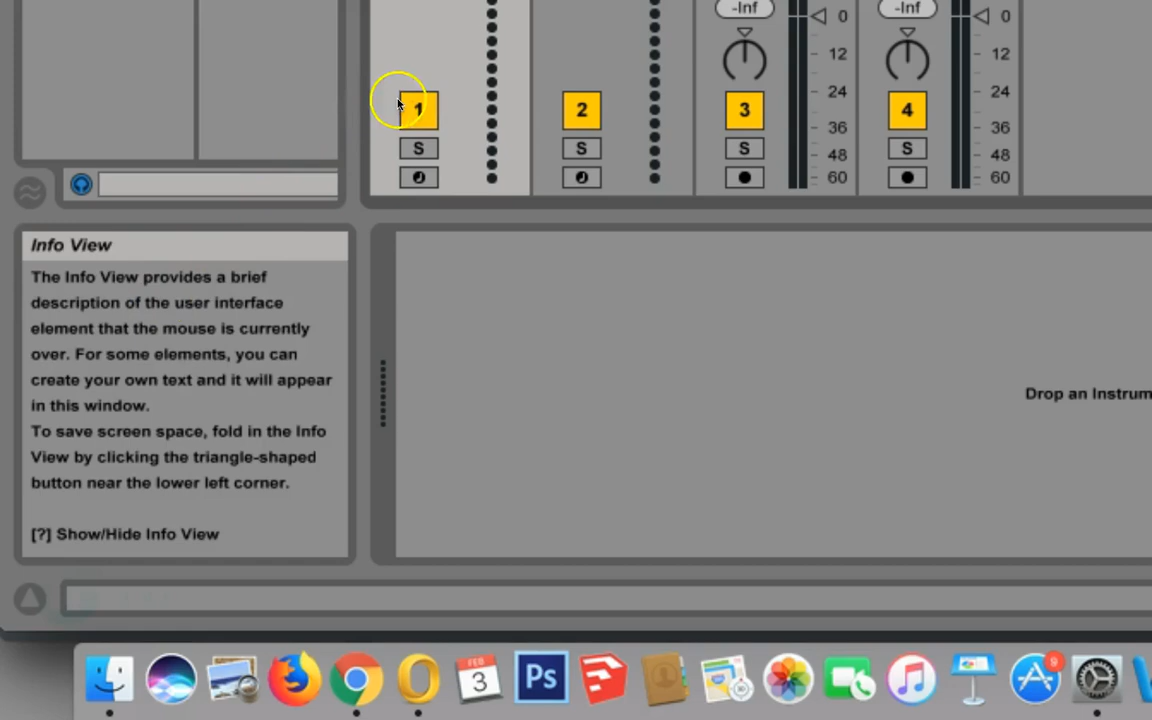 -Inf -Inf
0 0
12 12
24 24
1 2 3 4
36 36
S S S S
48 48
60 60
Info View
The Info View provides a brief
description of the user interface
element that the mouse is currently
over. For some elements, you can
create your own text and it will appear
in this window.
To save screen space, fold in the Info
View by clicking the triangle-shaped
button near the lower left corner.
[?] Show/Hide Info View
Drop an Instrum
FEB
3
Ps
9